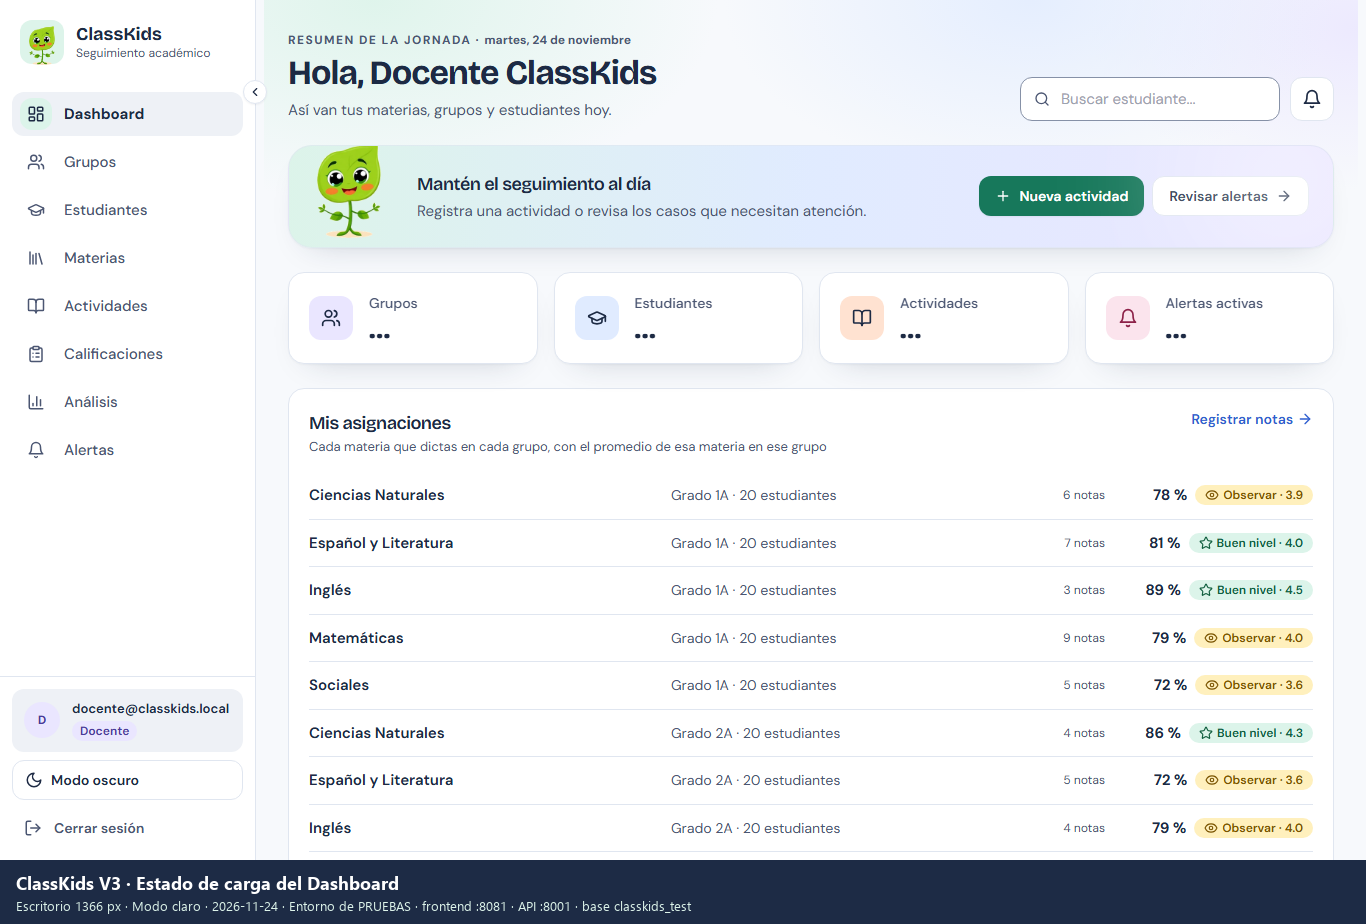 ClassKids
Seguimiento académico
Dashboard
Grupos
Estudiantes
Materias
Actividades
Calificaciones
Análisis
Alertas
D
docente@classkids.local
Docente
Modo oscuro
Cerrar sesión
RESUMEN DE LA JORNADA · martes, 24 de noviembre
Hola, Docente ClassKids
Así van tus materias, grupos y estudiantes hoy.
Buscar estudiante...
Mantén el seguimiento al día
Registra una actividad o revisa los casos que necesitan atención.
Nueva actividad
Revisar alertas
Grupos
...
Estudiantes
...
Actividades
...
Alertas activas
...
Mis asignaciones
Registrar notas
Cada materia que dictas en cada grupo, con el promedio de esa materia en ese grupo
Ciencias Naturales Grado 1A · 20 estudiantes 6 notas 78 % Observar · 3.9
Español y Literatura Grado 1A · 20 estudiantes 7 notas 81 % Buen nivel · 4.0
Inglés Grado 1A · 20 estudiantes 3 notas 89 % Buen nivel · 4.5
Matemáticas Grado 1A · 20 estudiantes 9 notas 79 % Observar · 4.0
Sociales Grado 1A · 20 estudiantes 5 notas 72 % Observar · 3.6
Ciencias Naturales Grado 2A · 20 estudiantes 4 notas 86 % Buen nivel · 4.3
Español y Literatura Grado 2A · 20 estudiantes 5 notas 72 % Observar · 3.6
Inglés Grado 2A · 20 estudiantes 4 notas 79 % Observar · 4.0
ClassKids V3 · Estado de carga del Dashboard
Escritorio 1366 px · Modo claro · 2026-11-24 · Entorno de PRUEBAS · frontend :8081 · API :8001 · base classkids_test